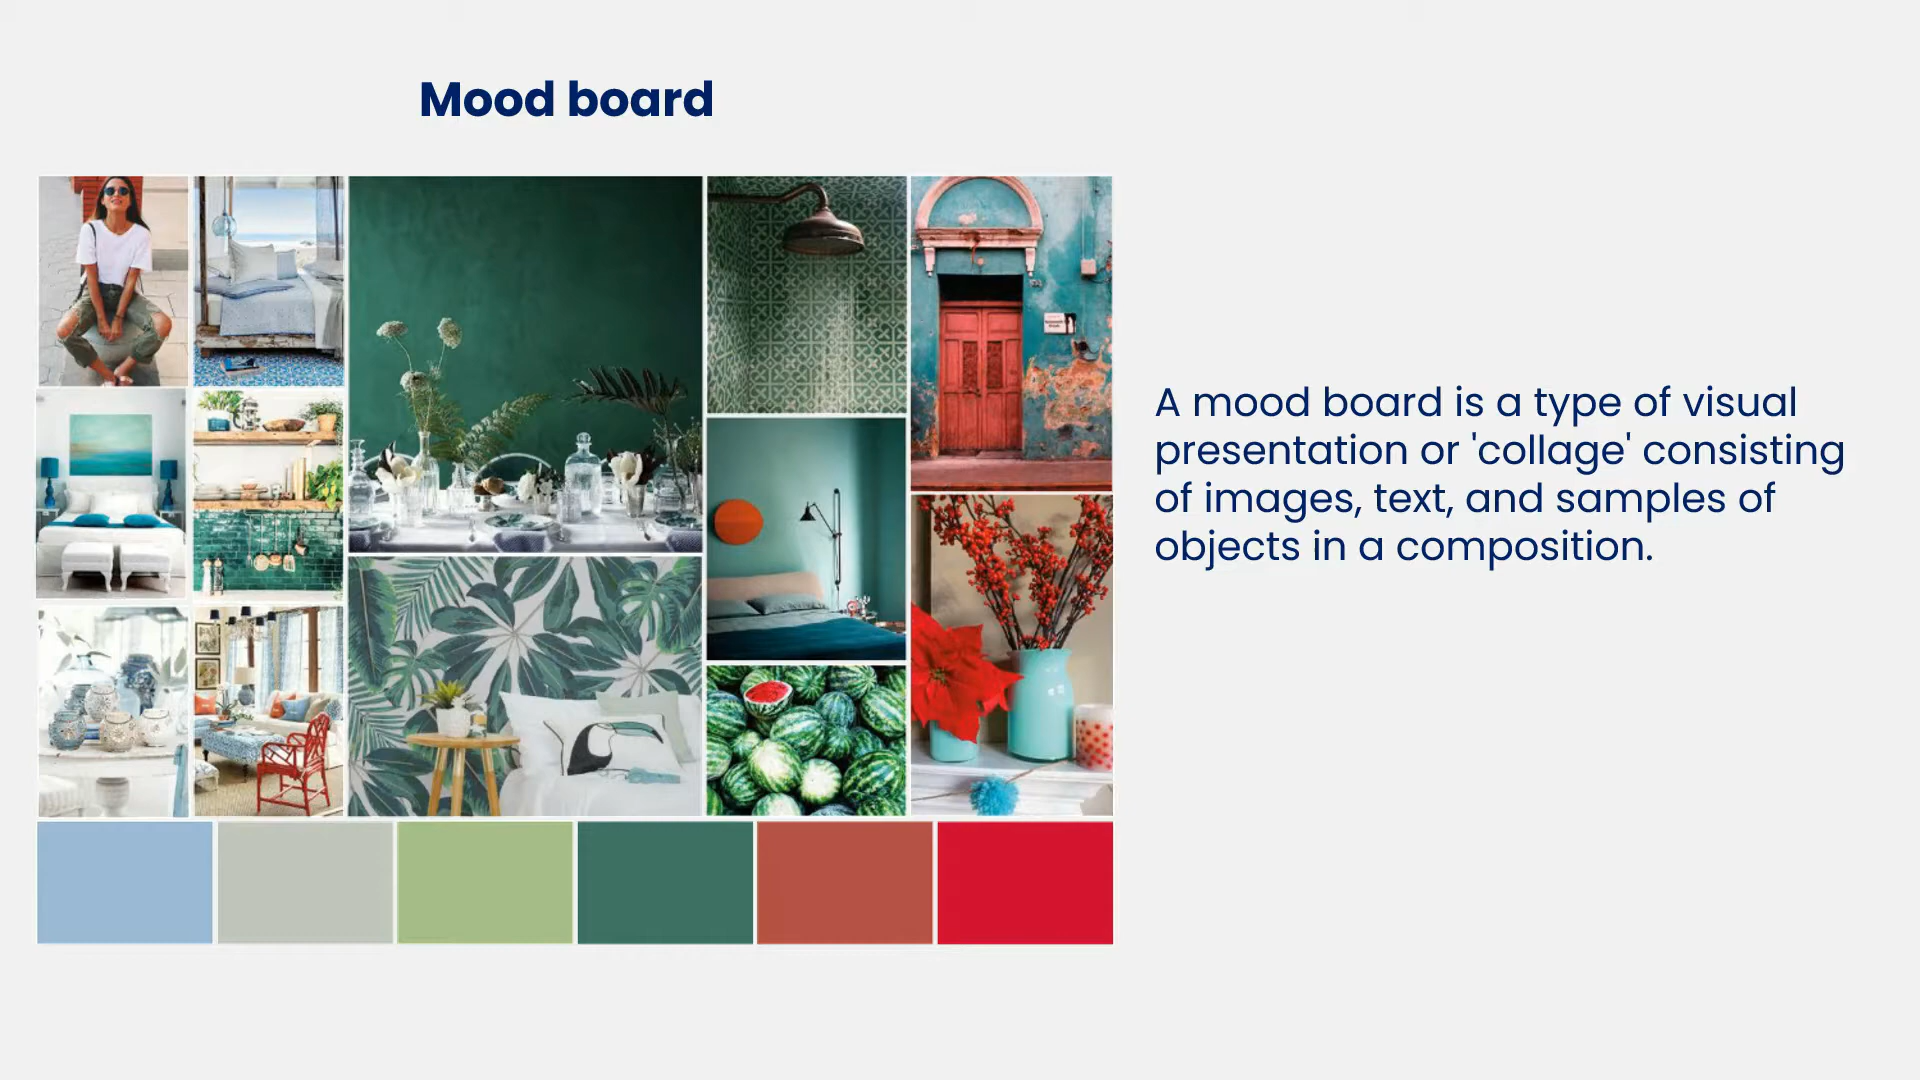 Mood board
A mood board is a type of visual
presentation or 'collage' consisting
of images, text, and samples of
objects in a composition.